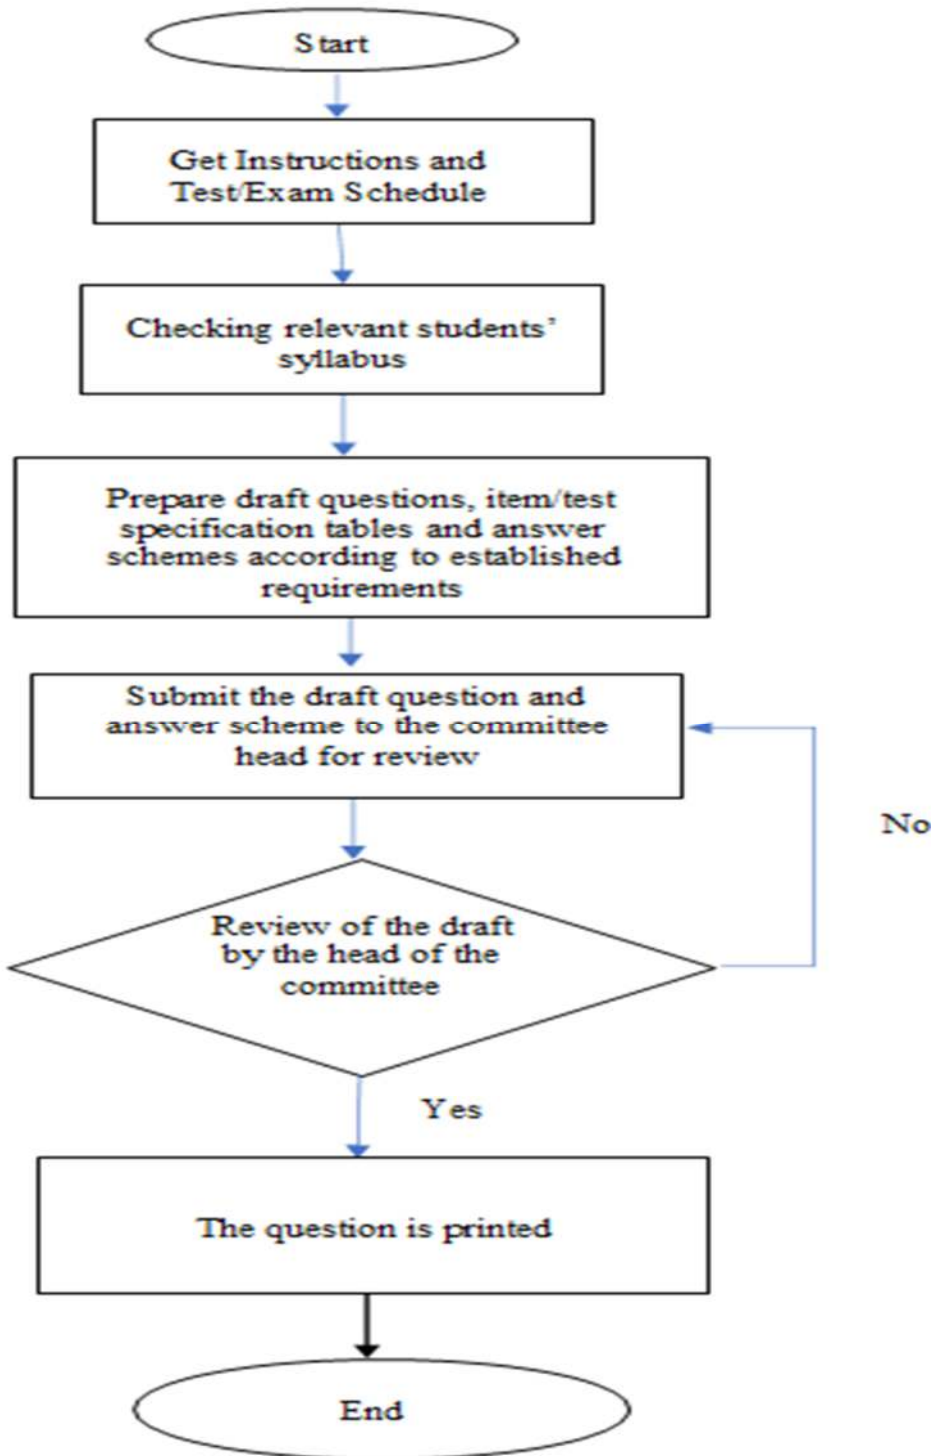 Start
Get Instructions and
Test/Exam Schedule
Checking relevant students'
syllabus
Prepare draft questions, item/test
specification tables and answer
schemes according to established
requirements
Submit the draft question and
answer scheme to the committee
head for review
No
Review of the draft
by the head of the
committee
Yes
The question is printed
End